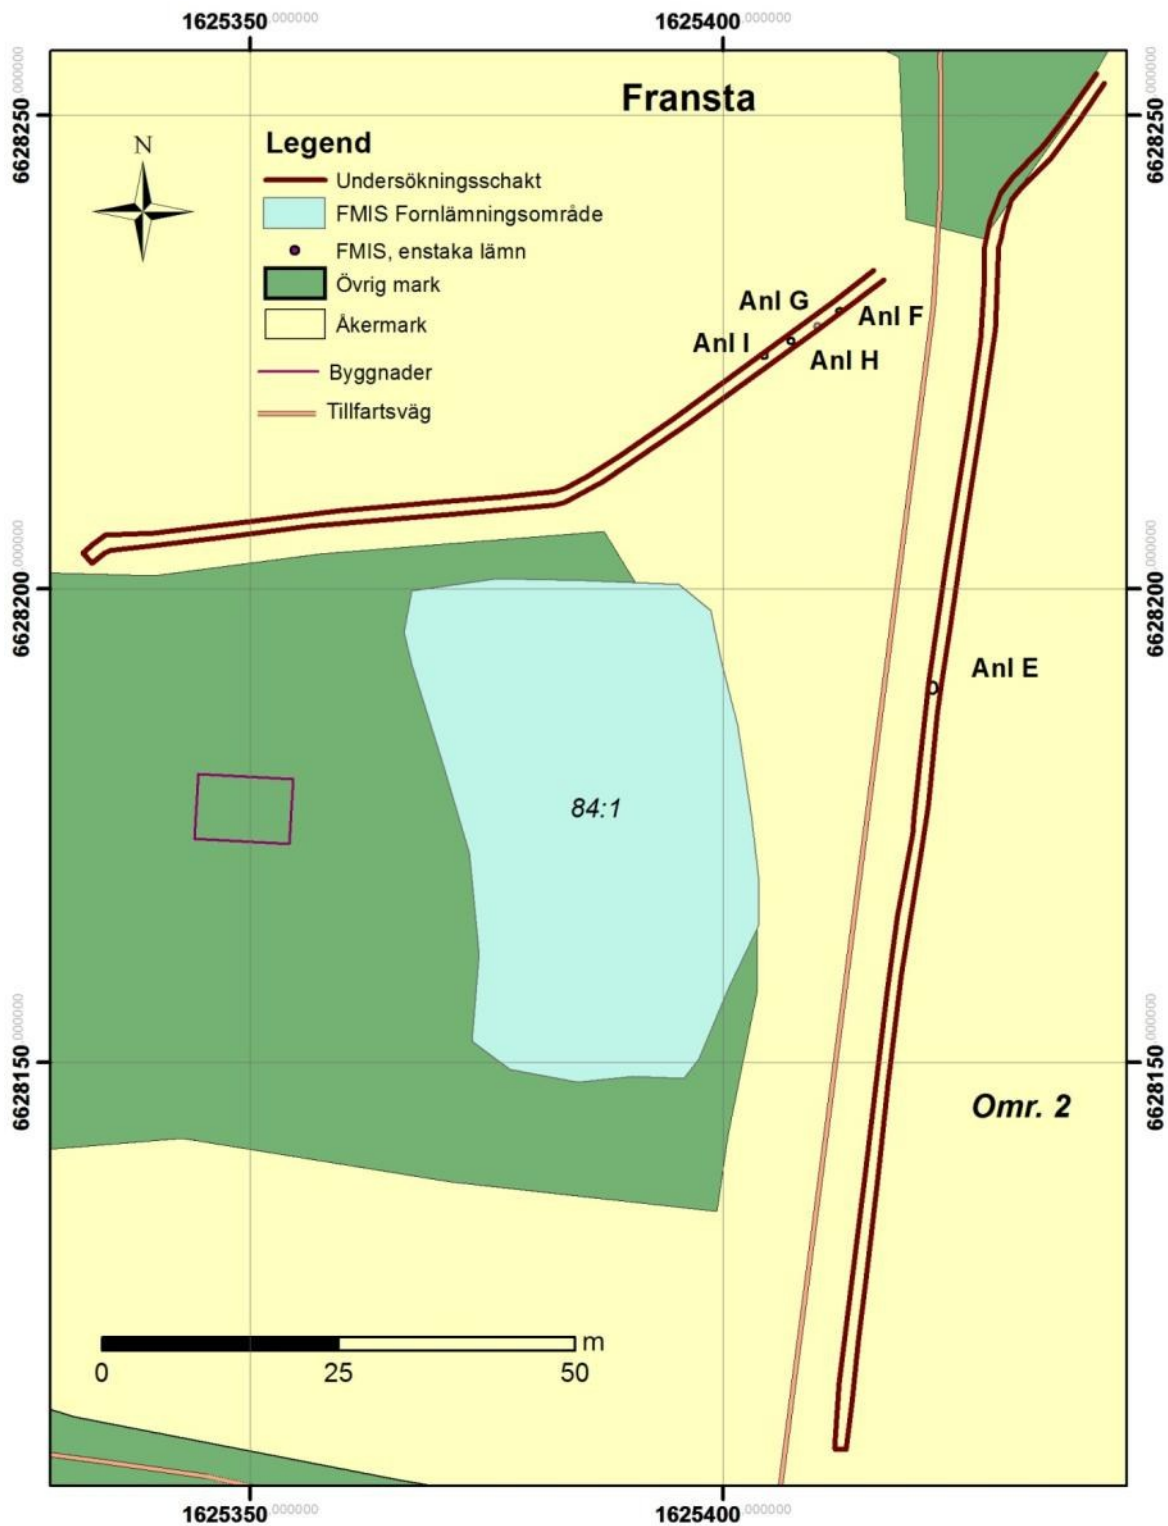 1625350.000000 1625400.000000
Fransta
6628250.000000 6628250.000000
N
Legend
Undersökningsschakt
FMIS Fornlämningsområde
FMIS, enstaka lämn
Övrig mark
Åkermark
Byggnader
Tillfartsväg
Anl G
Anl F
Anl I
Anl H
6628200.000000 6628200.000000
Anl E
84:1
6628150.000000 6628150.000000
Omr. 2
m
0 25 50
1625350.000000 1625400.000000